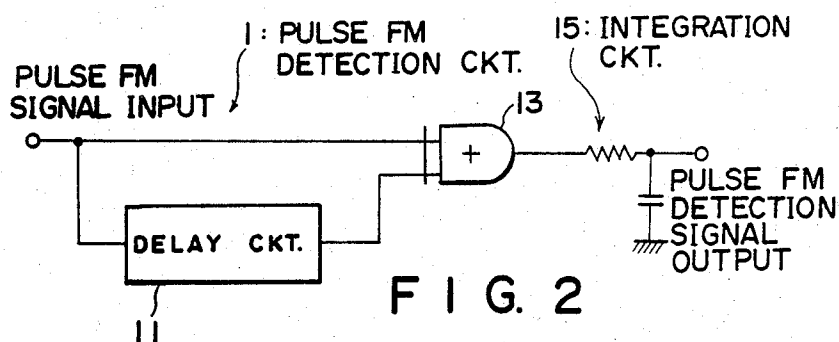 1: PULSE FM
DETECTION CKT.
15: INTEGRATION
CKT.
PULSE FM
SIGNAL INPUT
13
+
DELAY CKT.
11
PULSE FM
DETECTION
SIGNAL
OUTPUT
FIG. 2